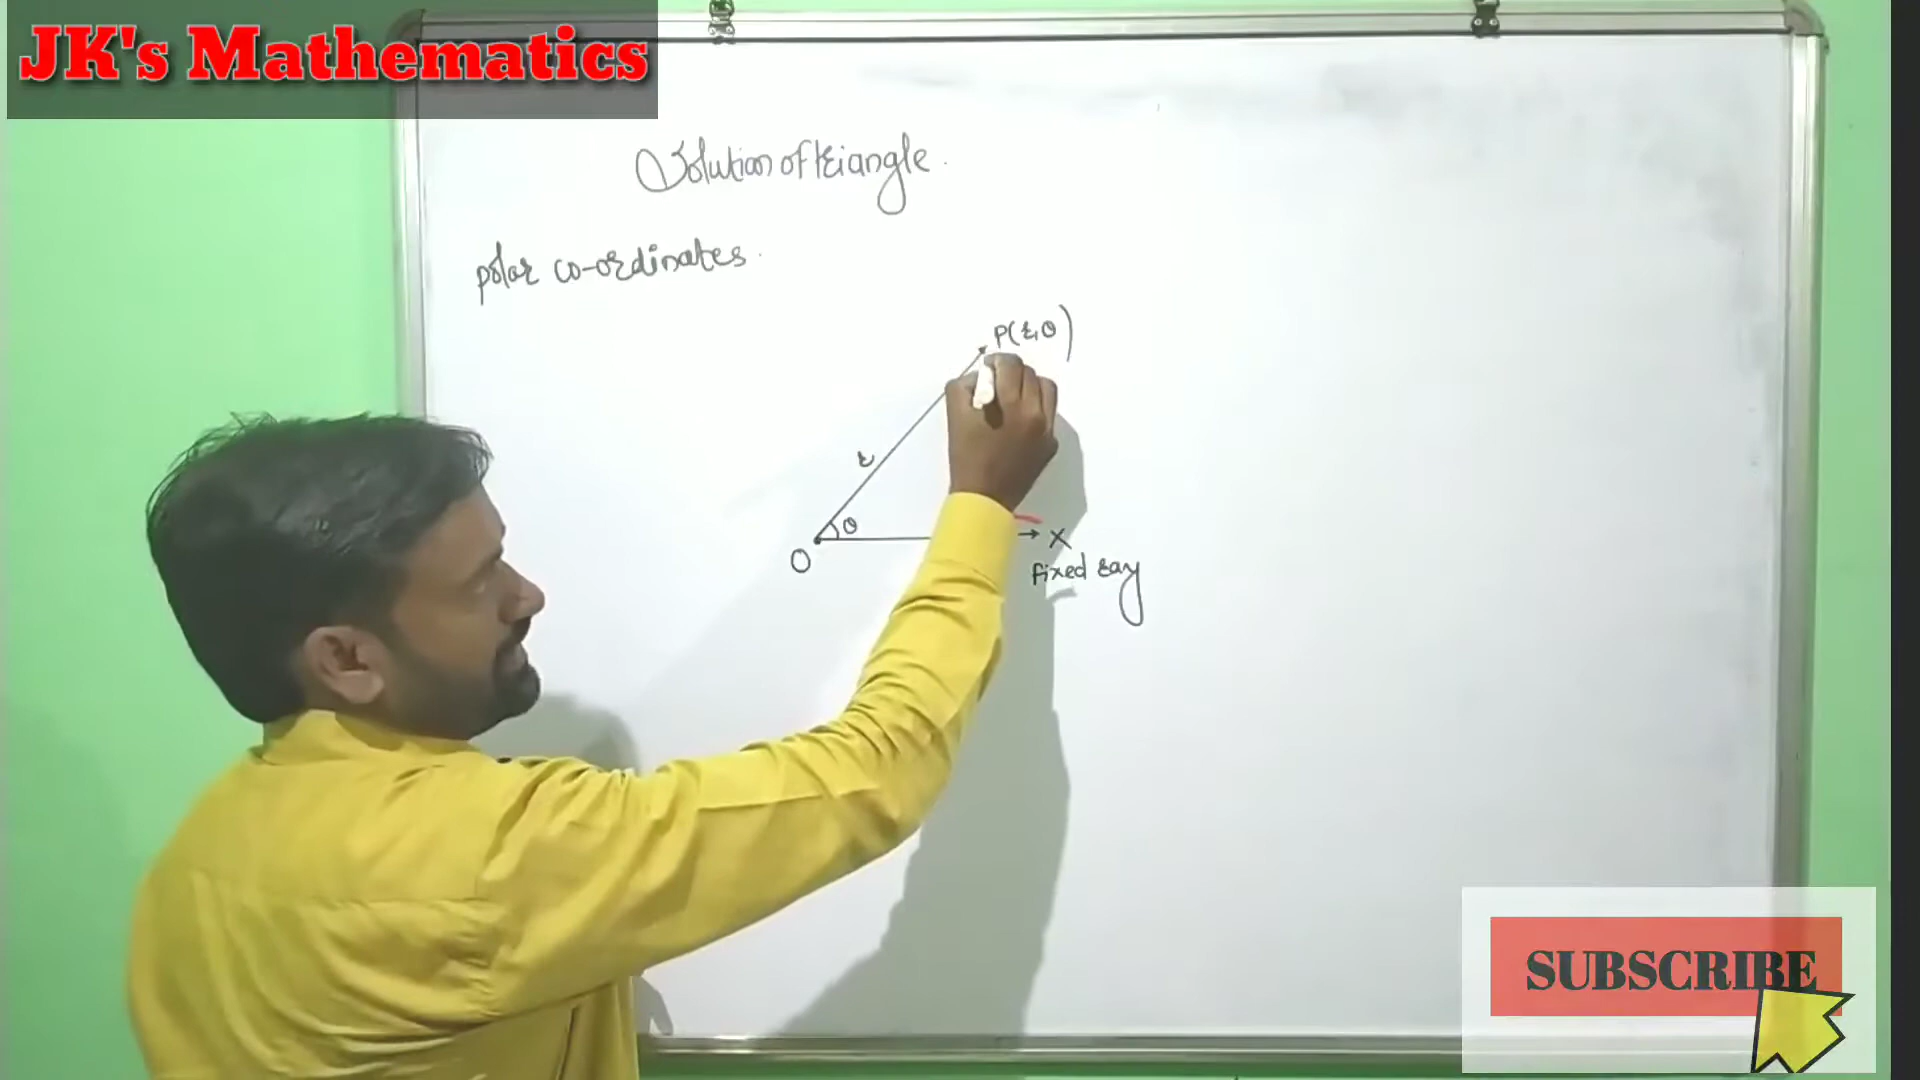 JK's Mathematics
Solution of triangle.
polar co-ordinates.
P(r,θ)
r
θ
O
X
fixed ray
SUBSCRIBE